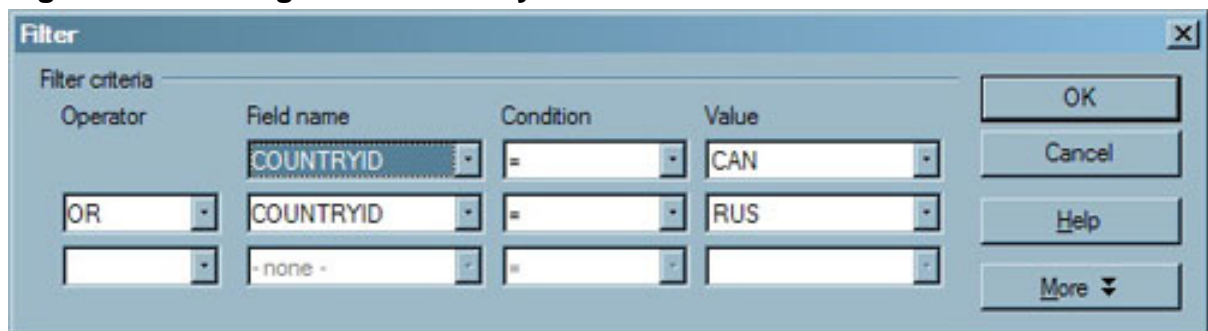 Filter
Filter criteria
Operator Field name Condition Value
COUNTRYID = CAN
OR COUNTRYID = RUS
- none - =
OK
Cancel
Help
More